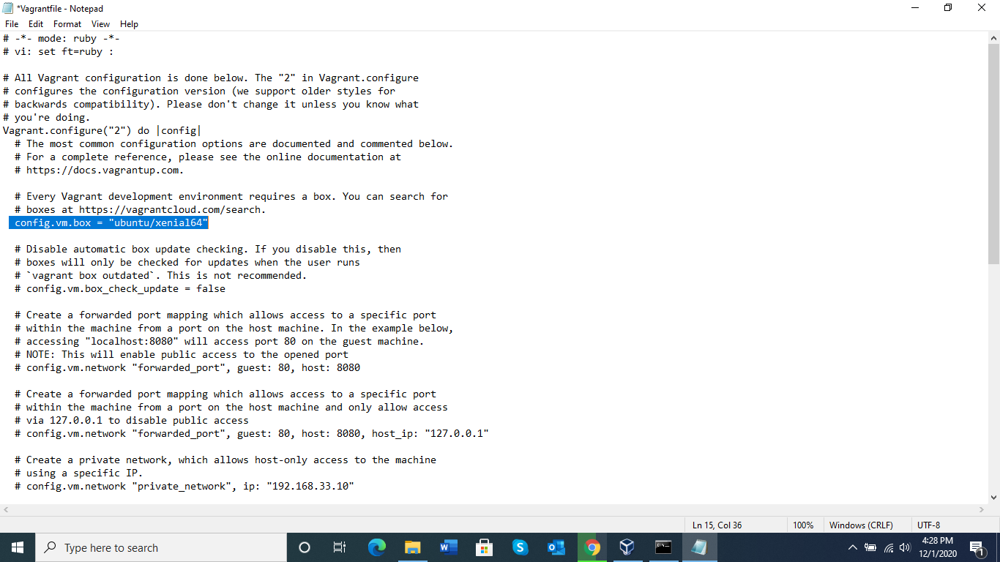 *Vagrantfile - Notepad
File Edit Format View Help
# -*- mode: ruby -*-
# vi: set ft=ruby :
# All Vagrant configuration is done below. The "2" in Vagrant.configure
# configures the configuration version (we support older styles for
# backwards compatibility). Please don't change it unless you know what
# you're doing.
Vagrant.configure("2") do |config|
# The most common configuration options are documented and commented below.
# For a complete reference, please see the online documentation at
# https://docs.vagrantup.com.
# Every Vagrant development environment requires a box. You can search for
# boxes at https://vagrantcloud.com/search.
config.vm.box = "ubuntu/xenial64"
# Disable automatic box update checking. If you disable this, then
# boxes will only be checked for updates when the user runs
# `vagrant box outdated`. This is not recommended.
# config.vm.box_check_update = false
# Create a forwarded port mapping which allows access to a specific port
# within the machine from a port on the host machine. In the example below,
# accessing "localhost:8080" will access port 80 on the guest machine.
# NOTE: This will enable public access to the opened port
# config.vm.network "forwarded_port", guest: 80, host: 8080
# Create a forwarded port mapping which allows access to a specific port
# within the machine from a port on the host machine and only allow access
# via 127.0.0.1 to disable public access
# config.vm.network "forwarded_port", guest: 80, host: 8080, host_ip: "127.0.0.1"
# Create a private network, which allows host-only access to the machine
# using a specific IP.
# config.vm.network "private_network", ip: "192.168.33.10"
Ln 15, Col 36 100% Windows (CRLF) UTF-8
Type here to search
4:28 PM
12/1/2020
1